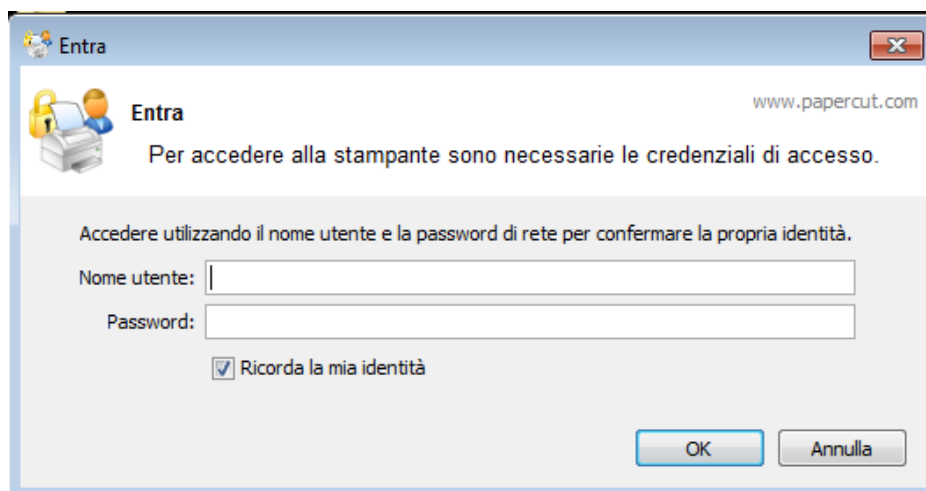 Entra
www.papercut.com
Entra
Per accedere alla stampante sono necessarie le credenziali di accesso.
Accedere utilizzando il nome utente e la password di rete per confermare la propria identità.
Nome utente:
Password:
Ricorda la mia identità
OK Annulla